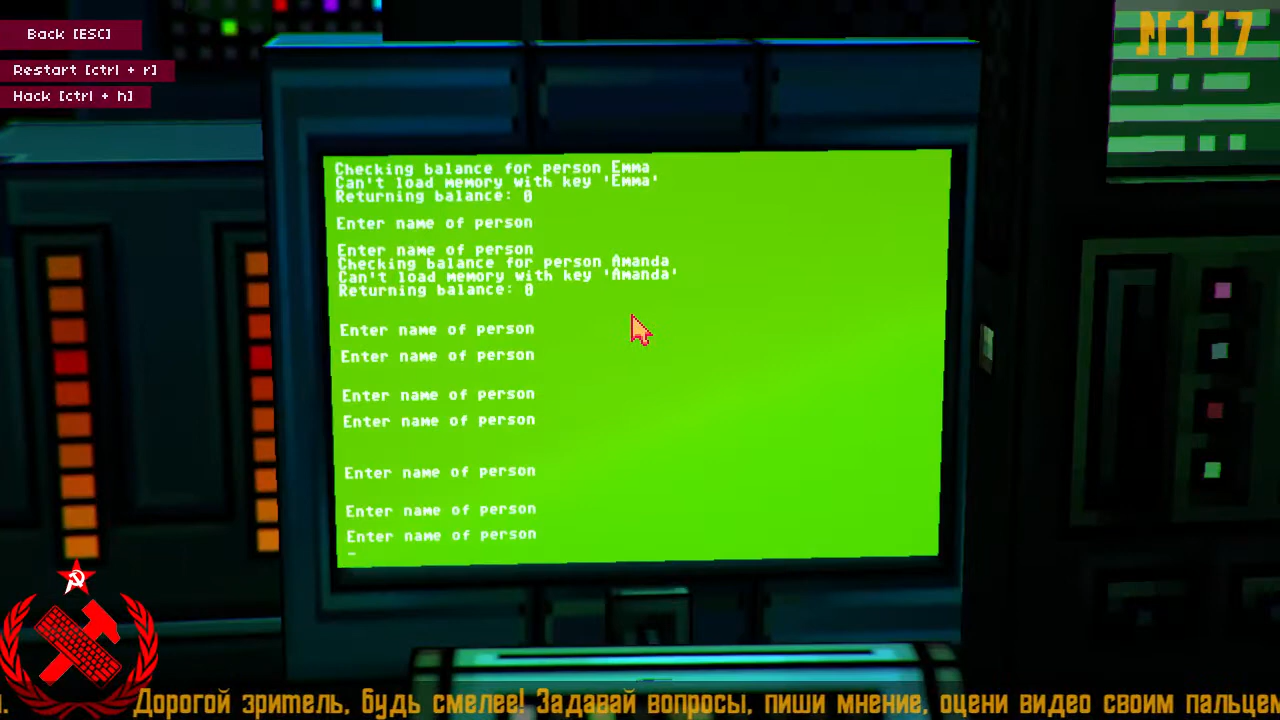 Back [ESC]
Restart [ctrl + r]
Hack [ctrl + h]
№117
Checking balance for person Emma
Can't load memory with key 'Emma'
Returning balance: 0
Enter name of person
Enter name of person
Checking balance for person Amanda
Can't load memory with key 'Amanda'
Returning balance: 0
Enter name of person
Enter name of person
Enter name of person
Enter name of person
Enter name of person
Enter name of person
Enter name of person
Дорогой зритель, будь смелее! Задавай вопросы, пиши мнение, оцени видео своим пальцем